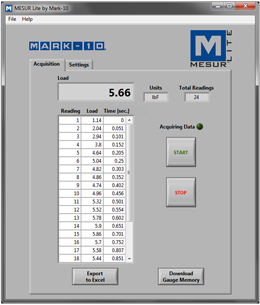 MESUR Lite by Mark-10
File Help
MARK-10
M
MESUR
LITE
Acquisition Settings
Load
5.66
Units
lbF
Total Readings
24
Reading Load Time [sec.]
1 1.14 0
2 2.04 0.051
3 2.94 0.101
4 3.8 0.152
5 4.64 0.205
6 5.04 0.25
7 4.82 0.303
8 4.86 0.352
9 4.74 0.402
10 4.96 0.456
11 5.32 0.501
12 5.52 0.554
13 5.78 0.602
14 5.9 0.651
15 5.86 0.701
16 5.7 0.752
17 5.58 0.807
18 5.44 0.851
Acquiring Data
START
STOP
Export
to Excel
Download
Gauge Memory